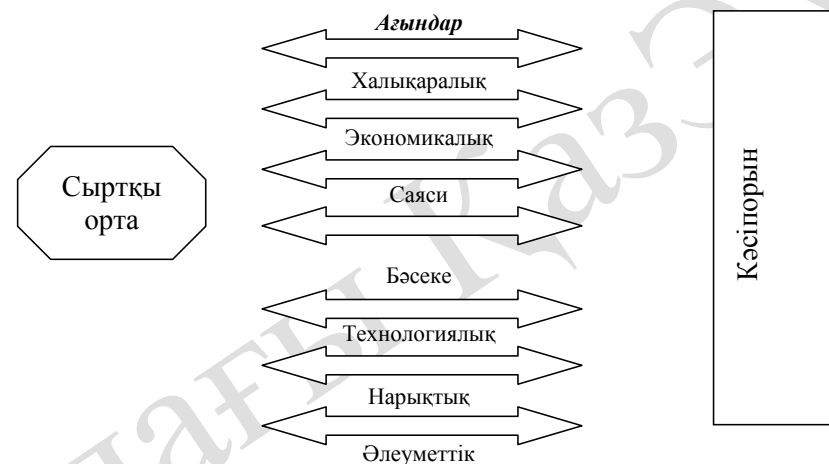 Ағындар
Халықаралық
Экономикалық
Саяси
Сыртқы
орта
Бәсеке
Технологиялық
Нарықтық
Әлеуметтік
Кәсіпорын